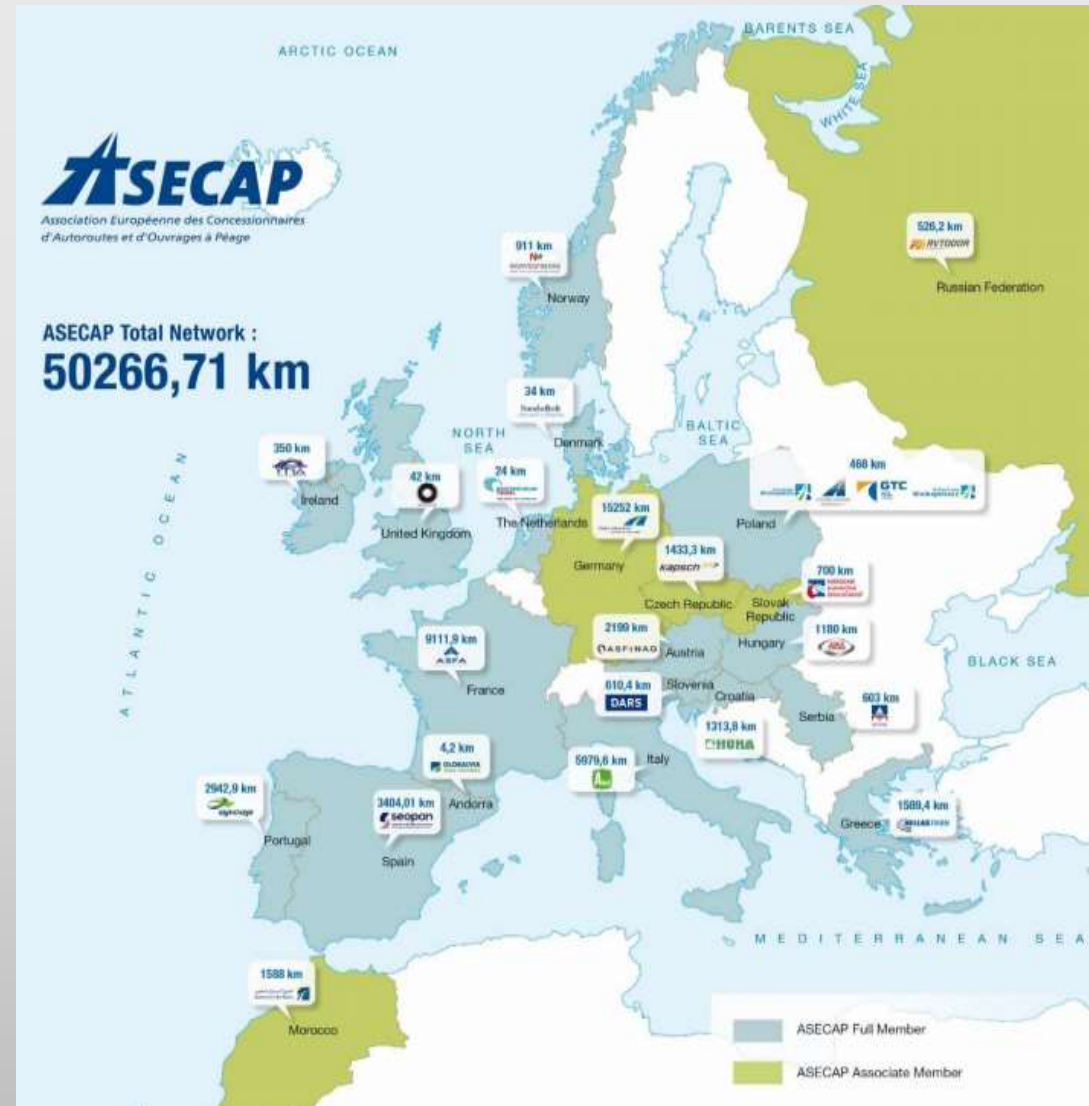 ARCTIC OCEAN
BARENTS SEA
WHITE SEA
ASECAP
Association Européenne des Concessionnaires
d'Autoroutes et d'Ouvrages à Péage
ASECAP Total Network :
50266,71 km
526,2 km
AVTODOR
Russian Federation
911 km
Norway
34 km
Denmark
NORTH
SEA
BALTIC
SEA
ATLANTIC OCEAN
350 km
Ireland
42 km
United Kingdom
24 km
The Netherlands
15252 km
Germany
468 km
GTC
Poland
1433,3 km
kapsch
Czech Republic
700 km
Slovak
Republic
2199 km
ASFINAG
Austria
Hungary
1180 km
BLACK SEA
9111,9 km
ASFA
France
610,4 km
DARS
Slovenia
Croatia
1313,8 km
HUKA
Serbia
603 km
4,2 km
GLOBALVIA
Andorra
5979,6 km
Italy
2942,9 km
Portugal
3404,01 km
seopan
Spain
1589,4 km
Greece
MEDITERRANEAN SEA
1588 km
Morocco
ASECAP Full Member
ASECAP Associate Member